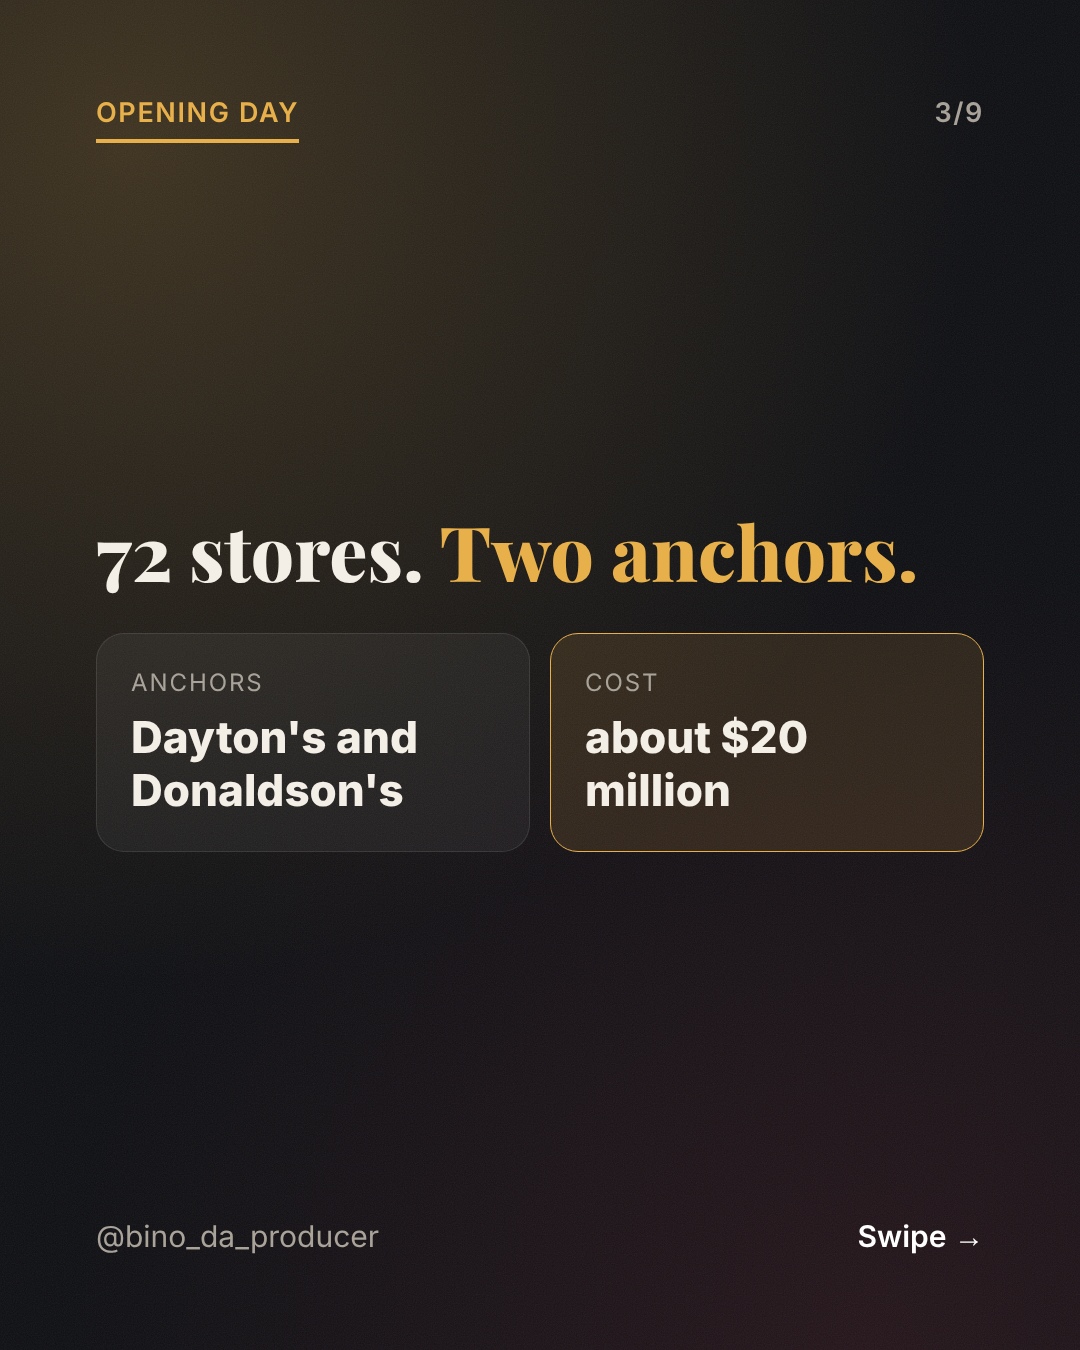 OPENING DAY
3/9
72 stores. Two anchors.
ANCHORS
Dayton's and
Donaldson's
COST
about $20
million
@bino_da_producer
Swipe →